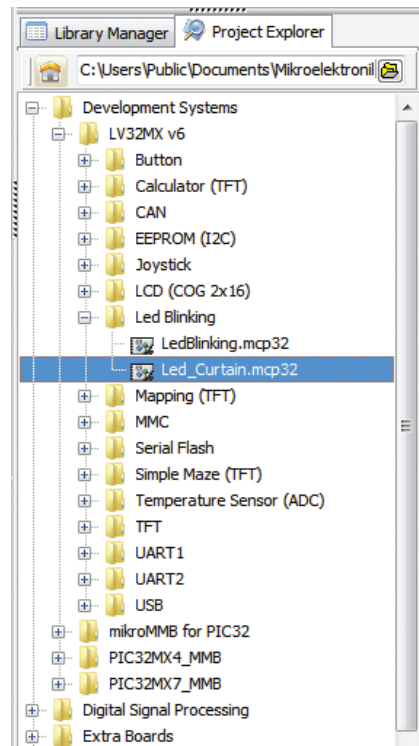 Library Manager Project Explorer
C:\Users\Public\Documents\Mikroelektronil
Development Systems
LV32MX v6
Button
Calculator (TFT)
CAN
EEPROM (I2C)
Joystick
LCD (COG 2x16)
Led Blinking
LedBlinking.mcp32
Led_Curtain.mcp32
Mapping (TFT)
MMC
Serial Flash
Simple Maze (TFT)
Temperature Sensor (ADC)
TFT
UART1
UART2
USB
mikroMMB for PIC32
PIC32MX4_MMB
PIC32MX7_MMB
Digital Signal Processing
Extra Boards